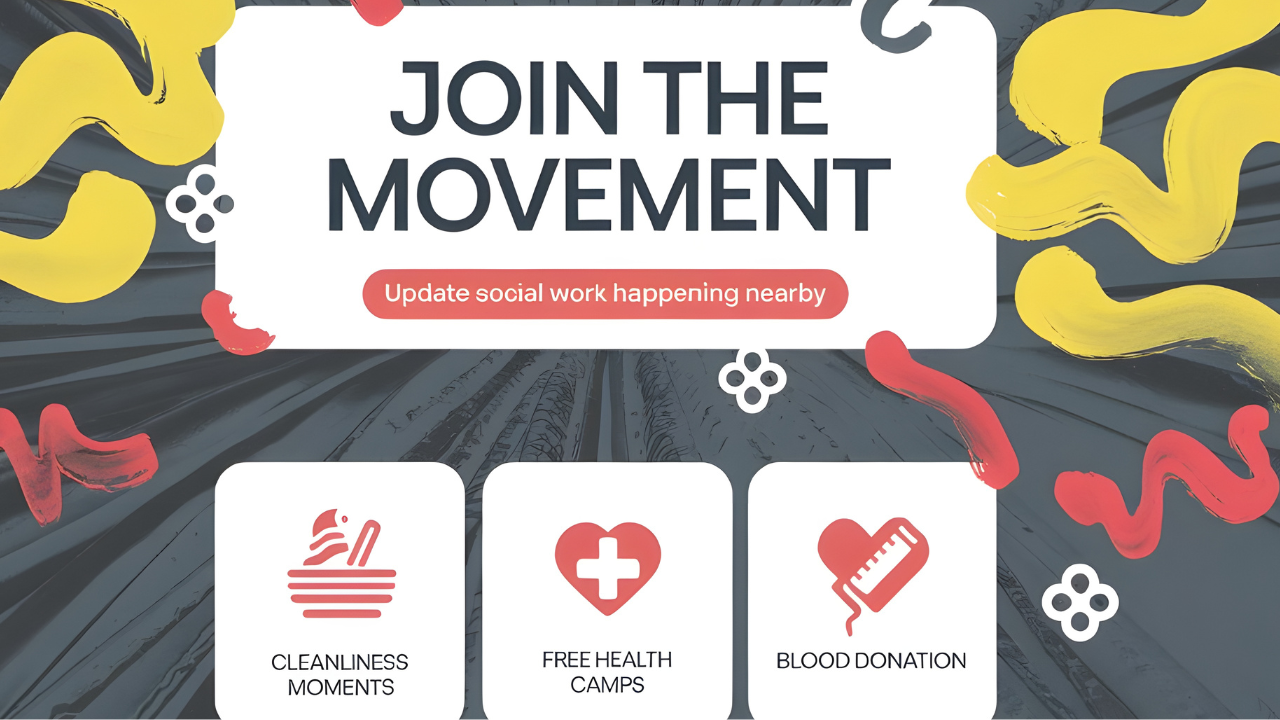 JOIN THE
MOVEMENT
Update social work happening nearby
CLEANLINESS
MOMENTS
FREE HEALTH
CAMPS
BLOOD DONATION